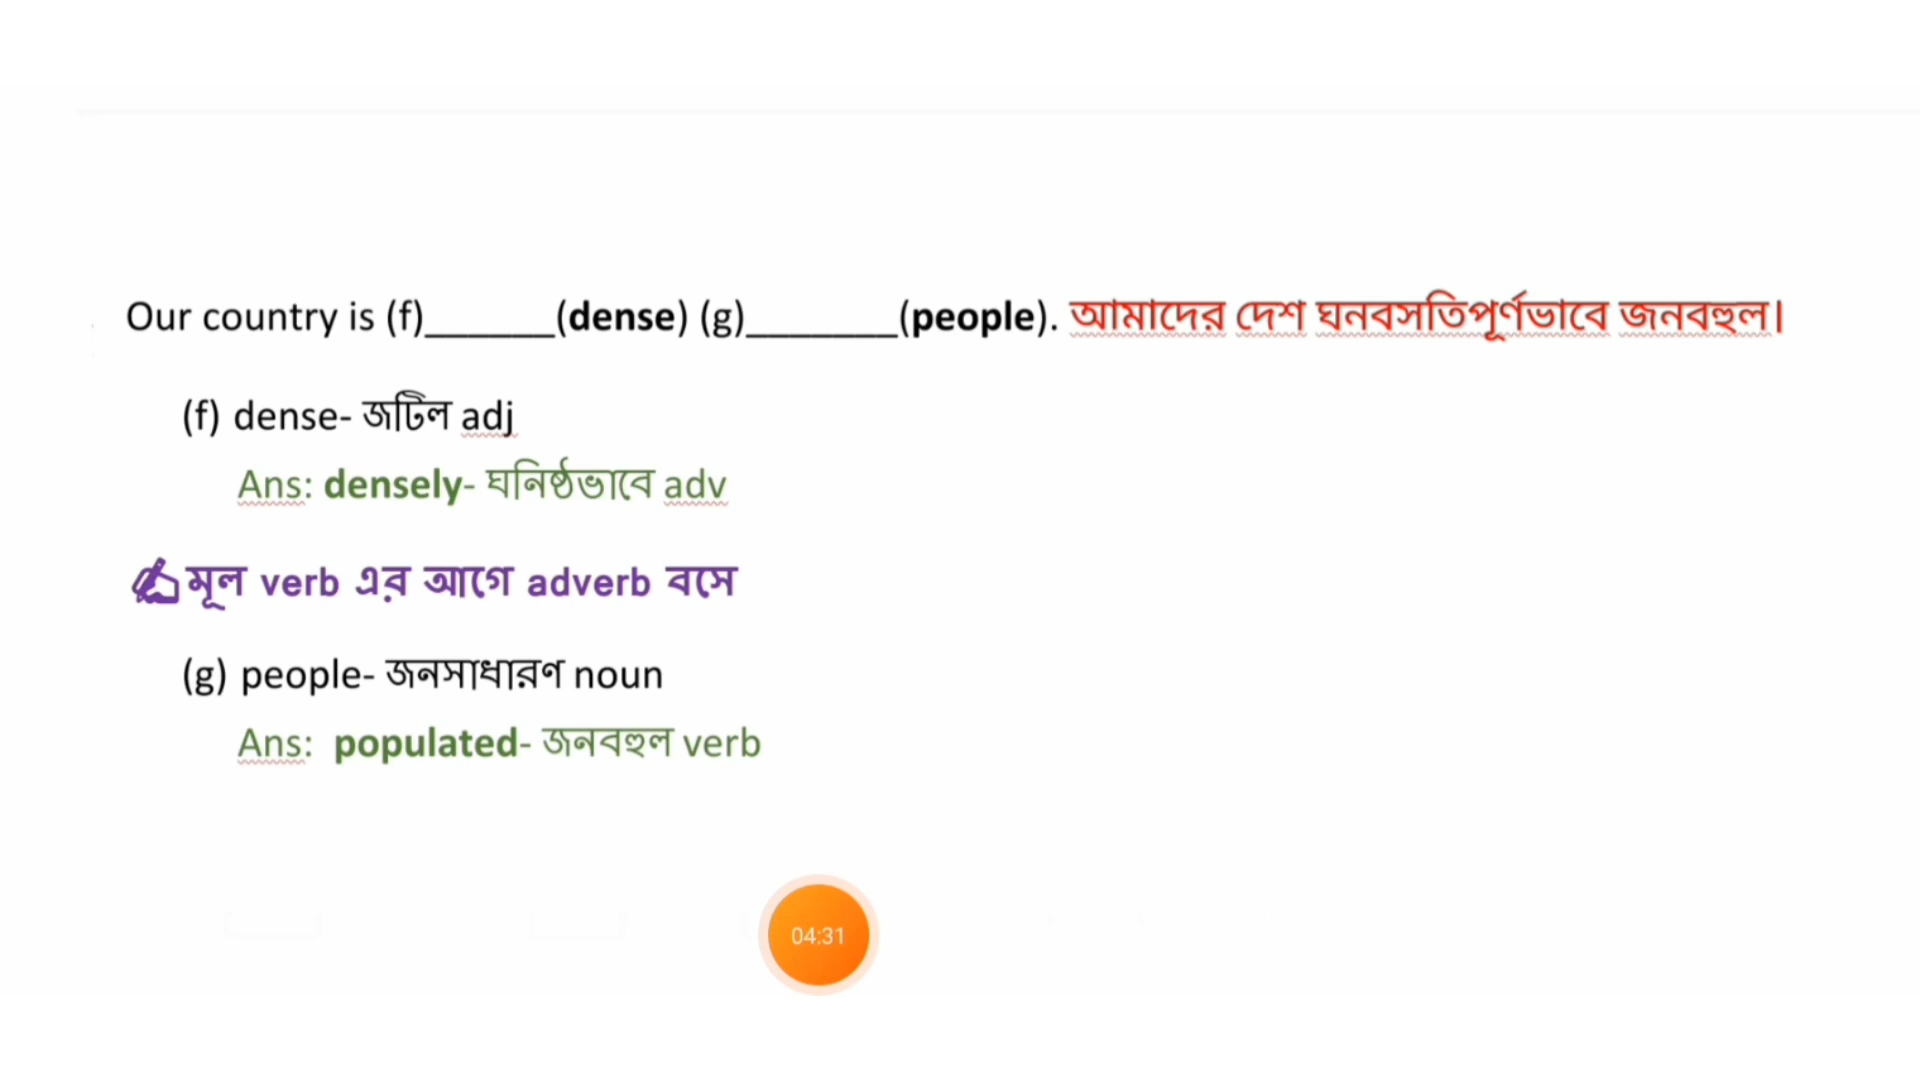 Our country is (f)______(dense) (g)_______(people). আমাদের দেশ ঘনবসতিপূর্ণভাবে জনবহুল।
(f) dense- জটিল adj
Ans: densely- ঘনিষ্ঠভাবে adv
✍মূল verb এর আগে adverb বসে
(g) people- জনসাধারণ noun
Ans: populated- জনবহুল verb
04:31